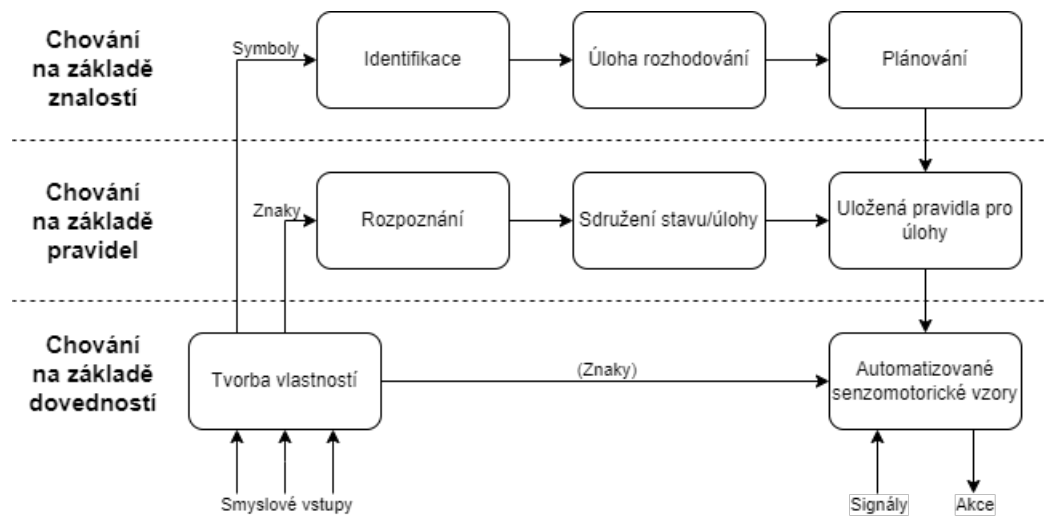 Chování
na základě
znalostí
Symboly
Identifikace
Úloha rozhodování
Plánování
Chování
na základě
pravidel
Znaky
Rozpoznání
Sdružení stavu/úlohy
Uložená pravidla pro
úlohy
Chování
na základě
dovedností
Tvorba vlastností
(Znaky)
Automatizované
senzomotorické vzory
Smyslové vstupy
Signály
Akce